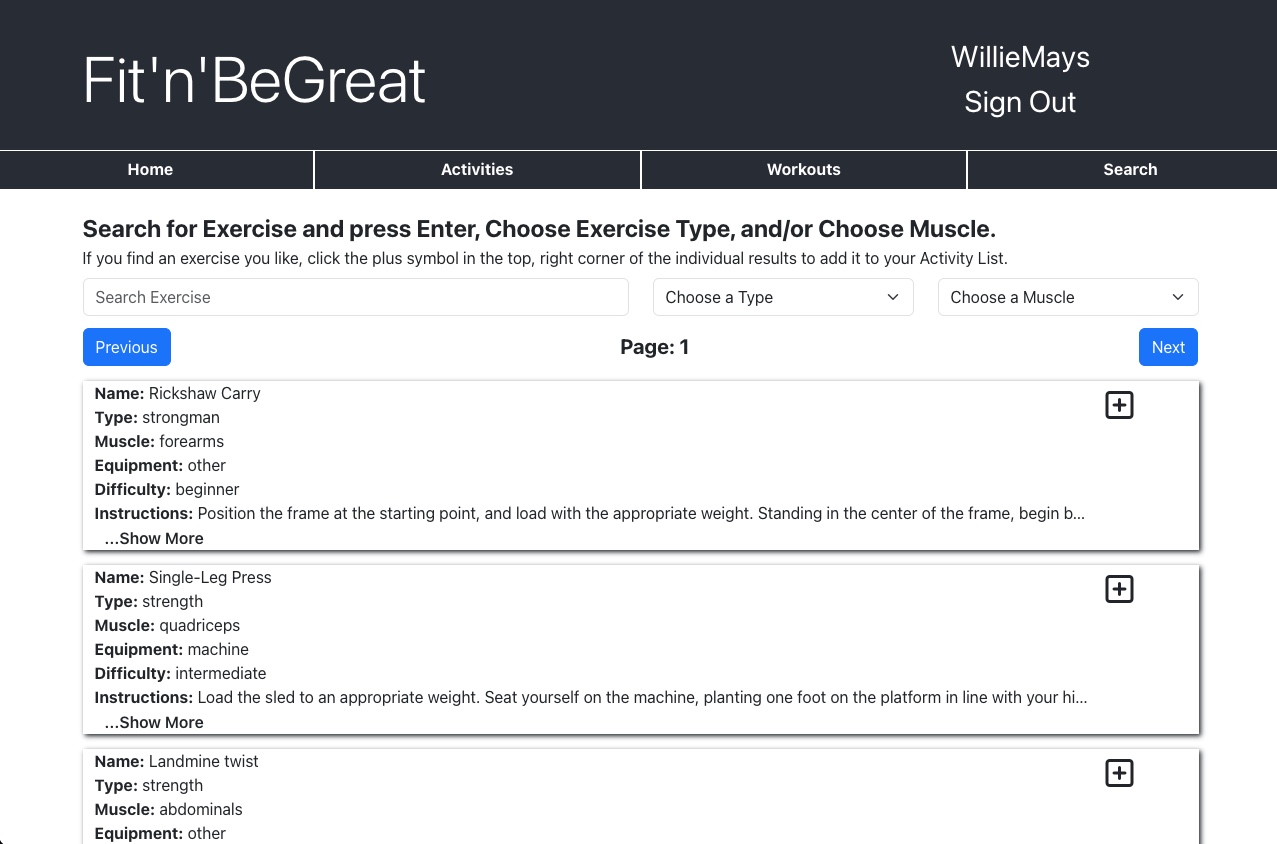 Fit'n'BeGreat
WillieMays
Sign Out
Home
Activities
Workouts
Search
Search for Exercise and press Enter, Choose Exercise Type, and/or Choose Muscle.
If you find an exercise you like, click the plus symbol in the top, right corner of the individual results to add it to your Activity List.
Search Exercise
Choose a Type
Choose a Muscle
Previous
Page: 1
Next
Name: Rickshaw Carry
Type: strongman
Muscle: forearms
Equipment: other
Difficulty: beginner
Instructions: Position the frame at the starting point, and load with the appropriate weight. Standing in the center of the frame, begin b...
...Show More
Name: Single-Leg Press
Type: strength
Muscle: quadriceps
Equipment: machine
Difficulty: intermediate
Instructions: Load the sled to an appropriate weight. Seat yourself on the machine, planting one foot on the platform in line with your hi...
...Show More
Name: Landmine twist
Type: strength
Muscle: abdominals
Equipment: other